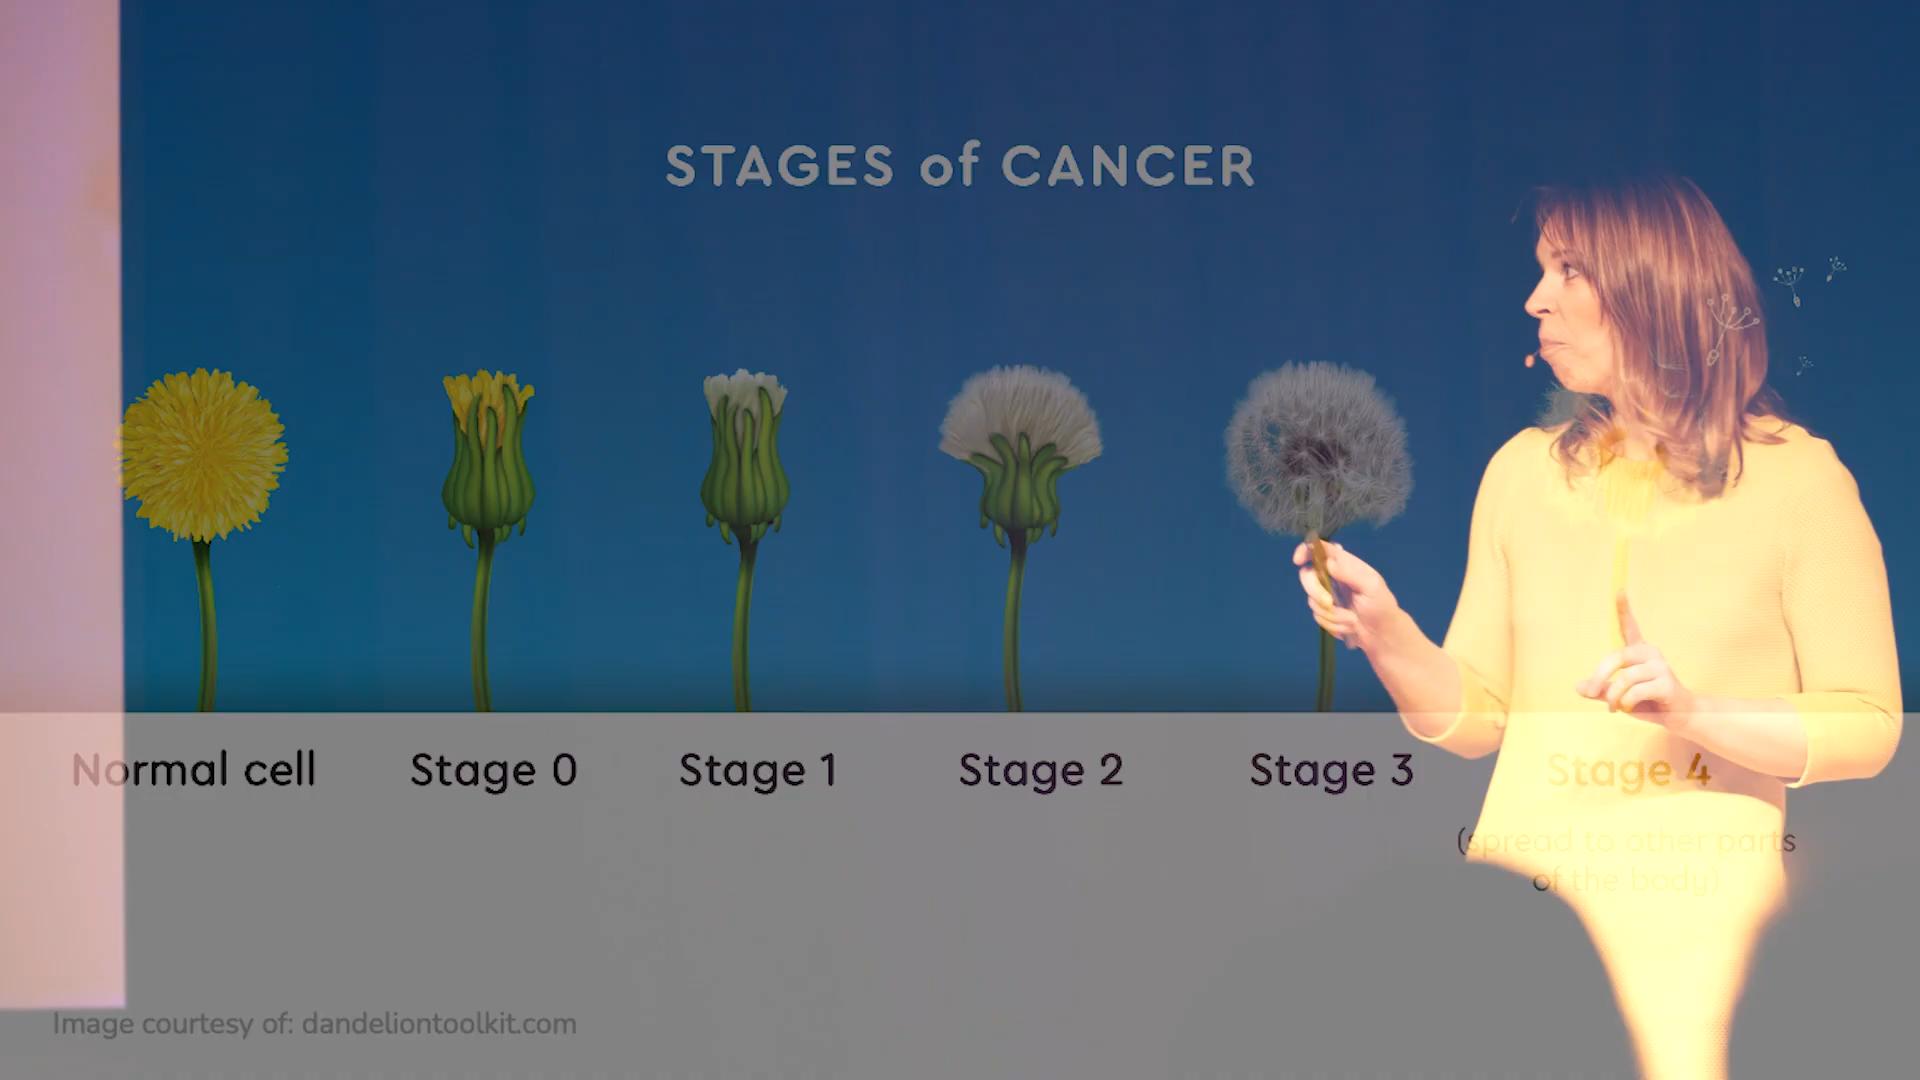 STAGES of CANCER
Normal cell
Stage 0
Stage 1
Stage 2
Stage 3
Stage 4
(spread to other parts
of the body)
Image courtesy of: dandeliontoolkit.com